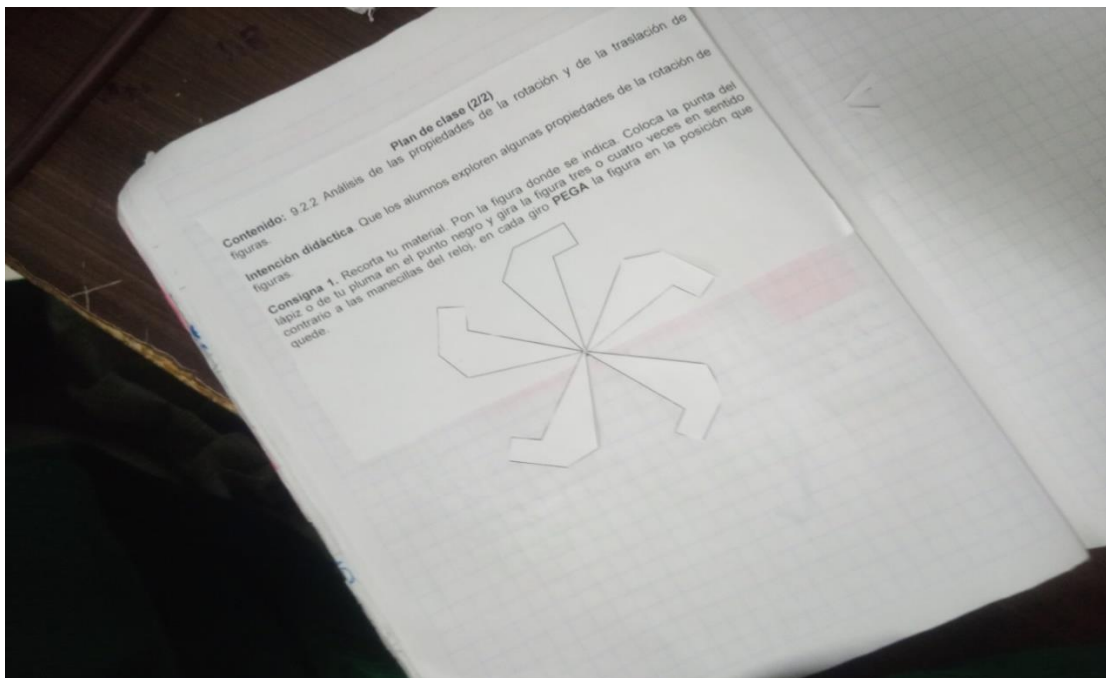 Plan de clase (2/2)
Contenido: 9.2.2 Análisis de las propiedades de la rotación y de la traslación de
figuras.
Intención didáctica. Que los alumnos exploren algunas propiedades de la rotación de
figuras.
Consigna 1. Recorta tu material. Pon la figura donde se indica. Coloca la punta del
lápiz o de tu pluma en el punto negro y gira la figura tres o cuatro veces en sentido
contrario a las manecillas del reloj, en cada giro PEGA la figura en la posición que
quede.